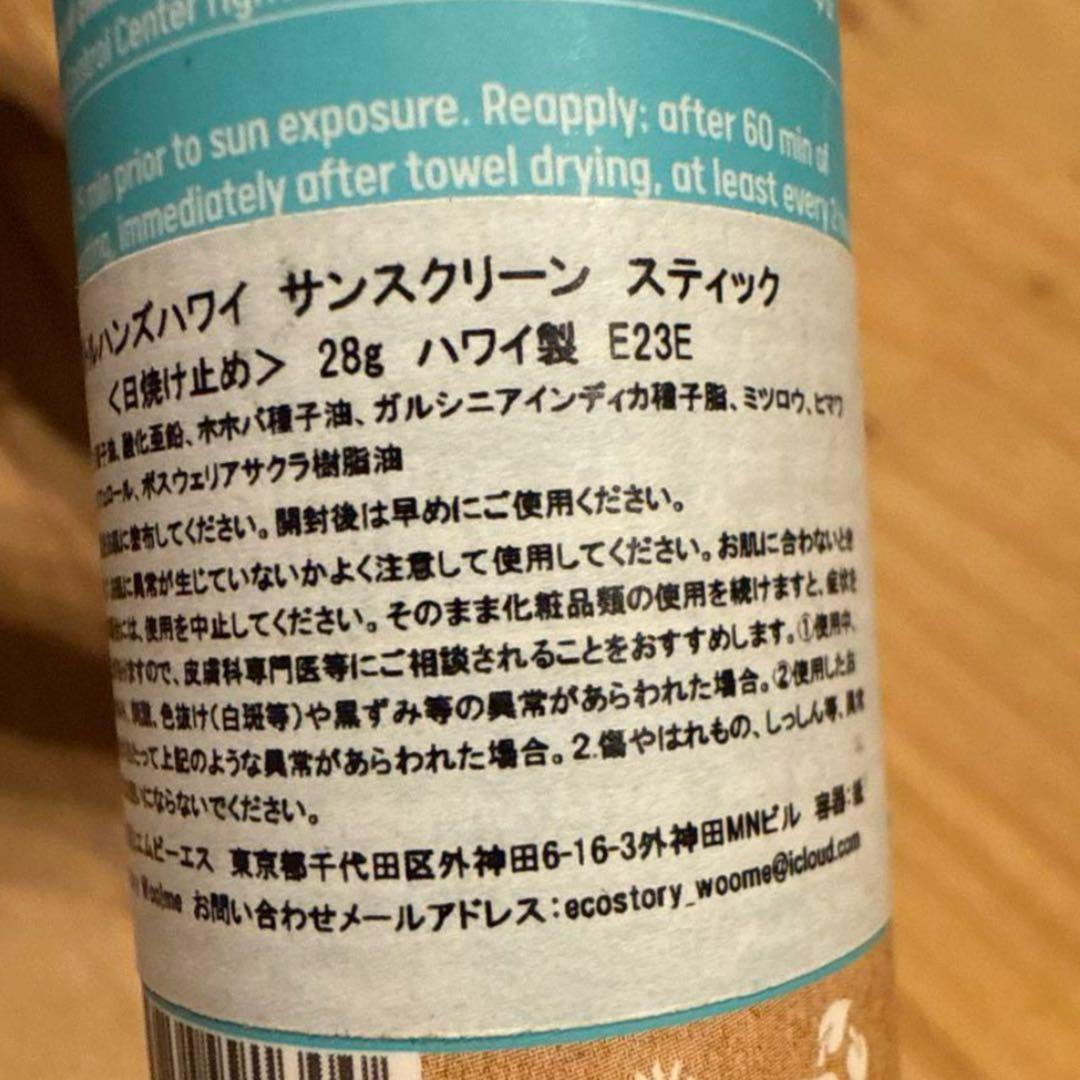 Control Center
min prior to sun exposure. Reapply; after 60 min of
immediately after towel drying, at least every
ルハンズハワイ サンスクリーン スティック
<日焼け止め> 28g ハワイ製 E23E
酸化亜鉛、ホホバ種子油、ガルシニアインディカ種子脂、ミツロウ、ヒマワ
ール、ボスウェリアサクラ樹脂油
に塗布してください。開封後は早めにご使用ください。
に異常が生じていないかよく注意して使用してください。お肌に合わないとき
には、使用を中止してください。そのまま化粧品類の使用を続けますと、症状を
ますので、皮膚科専門医等にご相談されることをおすすめします。①使用中、
色抜け(白斑等)や黒ずみ等の異常があらわれた場合。②使用したお
たって上記のような異常があらわれた場合。2.傷やはれもの、しっしん等、異常
にならないでください。
エムピーエス 東京都千代田区外神田6-16-3外神田MNビル 容器:紙
Woolme お問い合わせメールアドレス:ecostory_woome@icloud.com